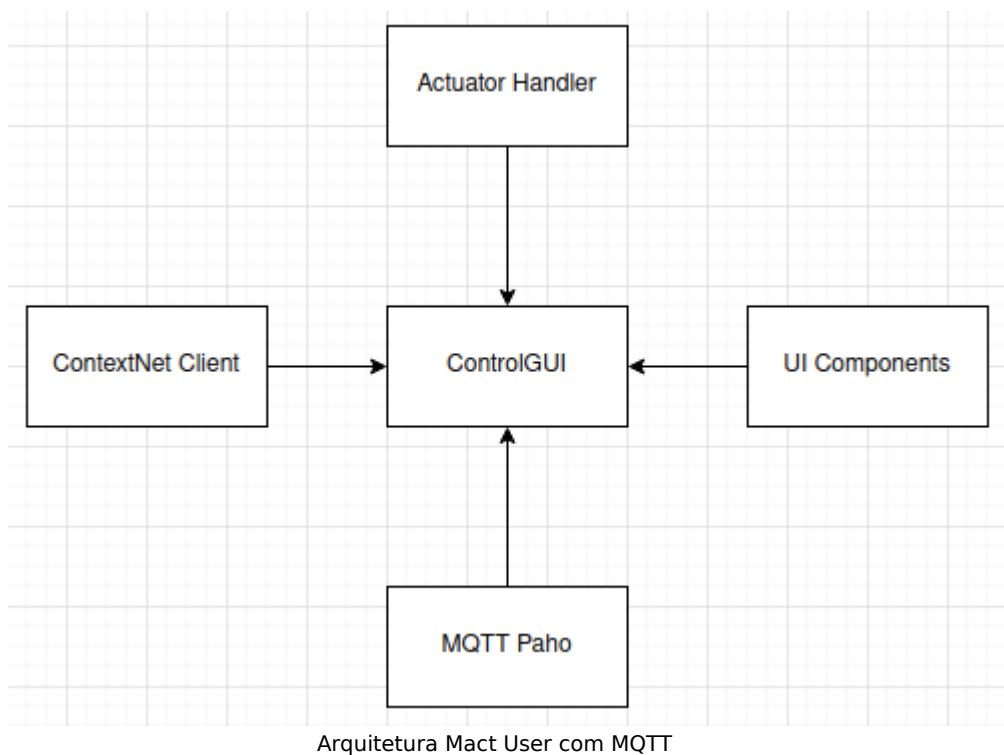 Actuator Handler
ContextNet Client
ControlGUI
UI Components
MQTT Paho
Arquitetura Mact User com MQTT